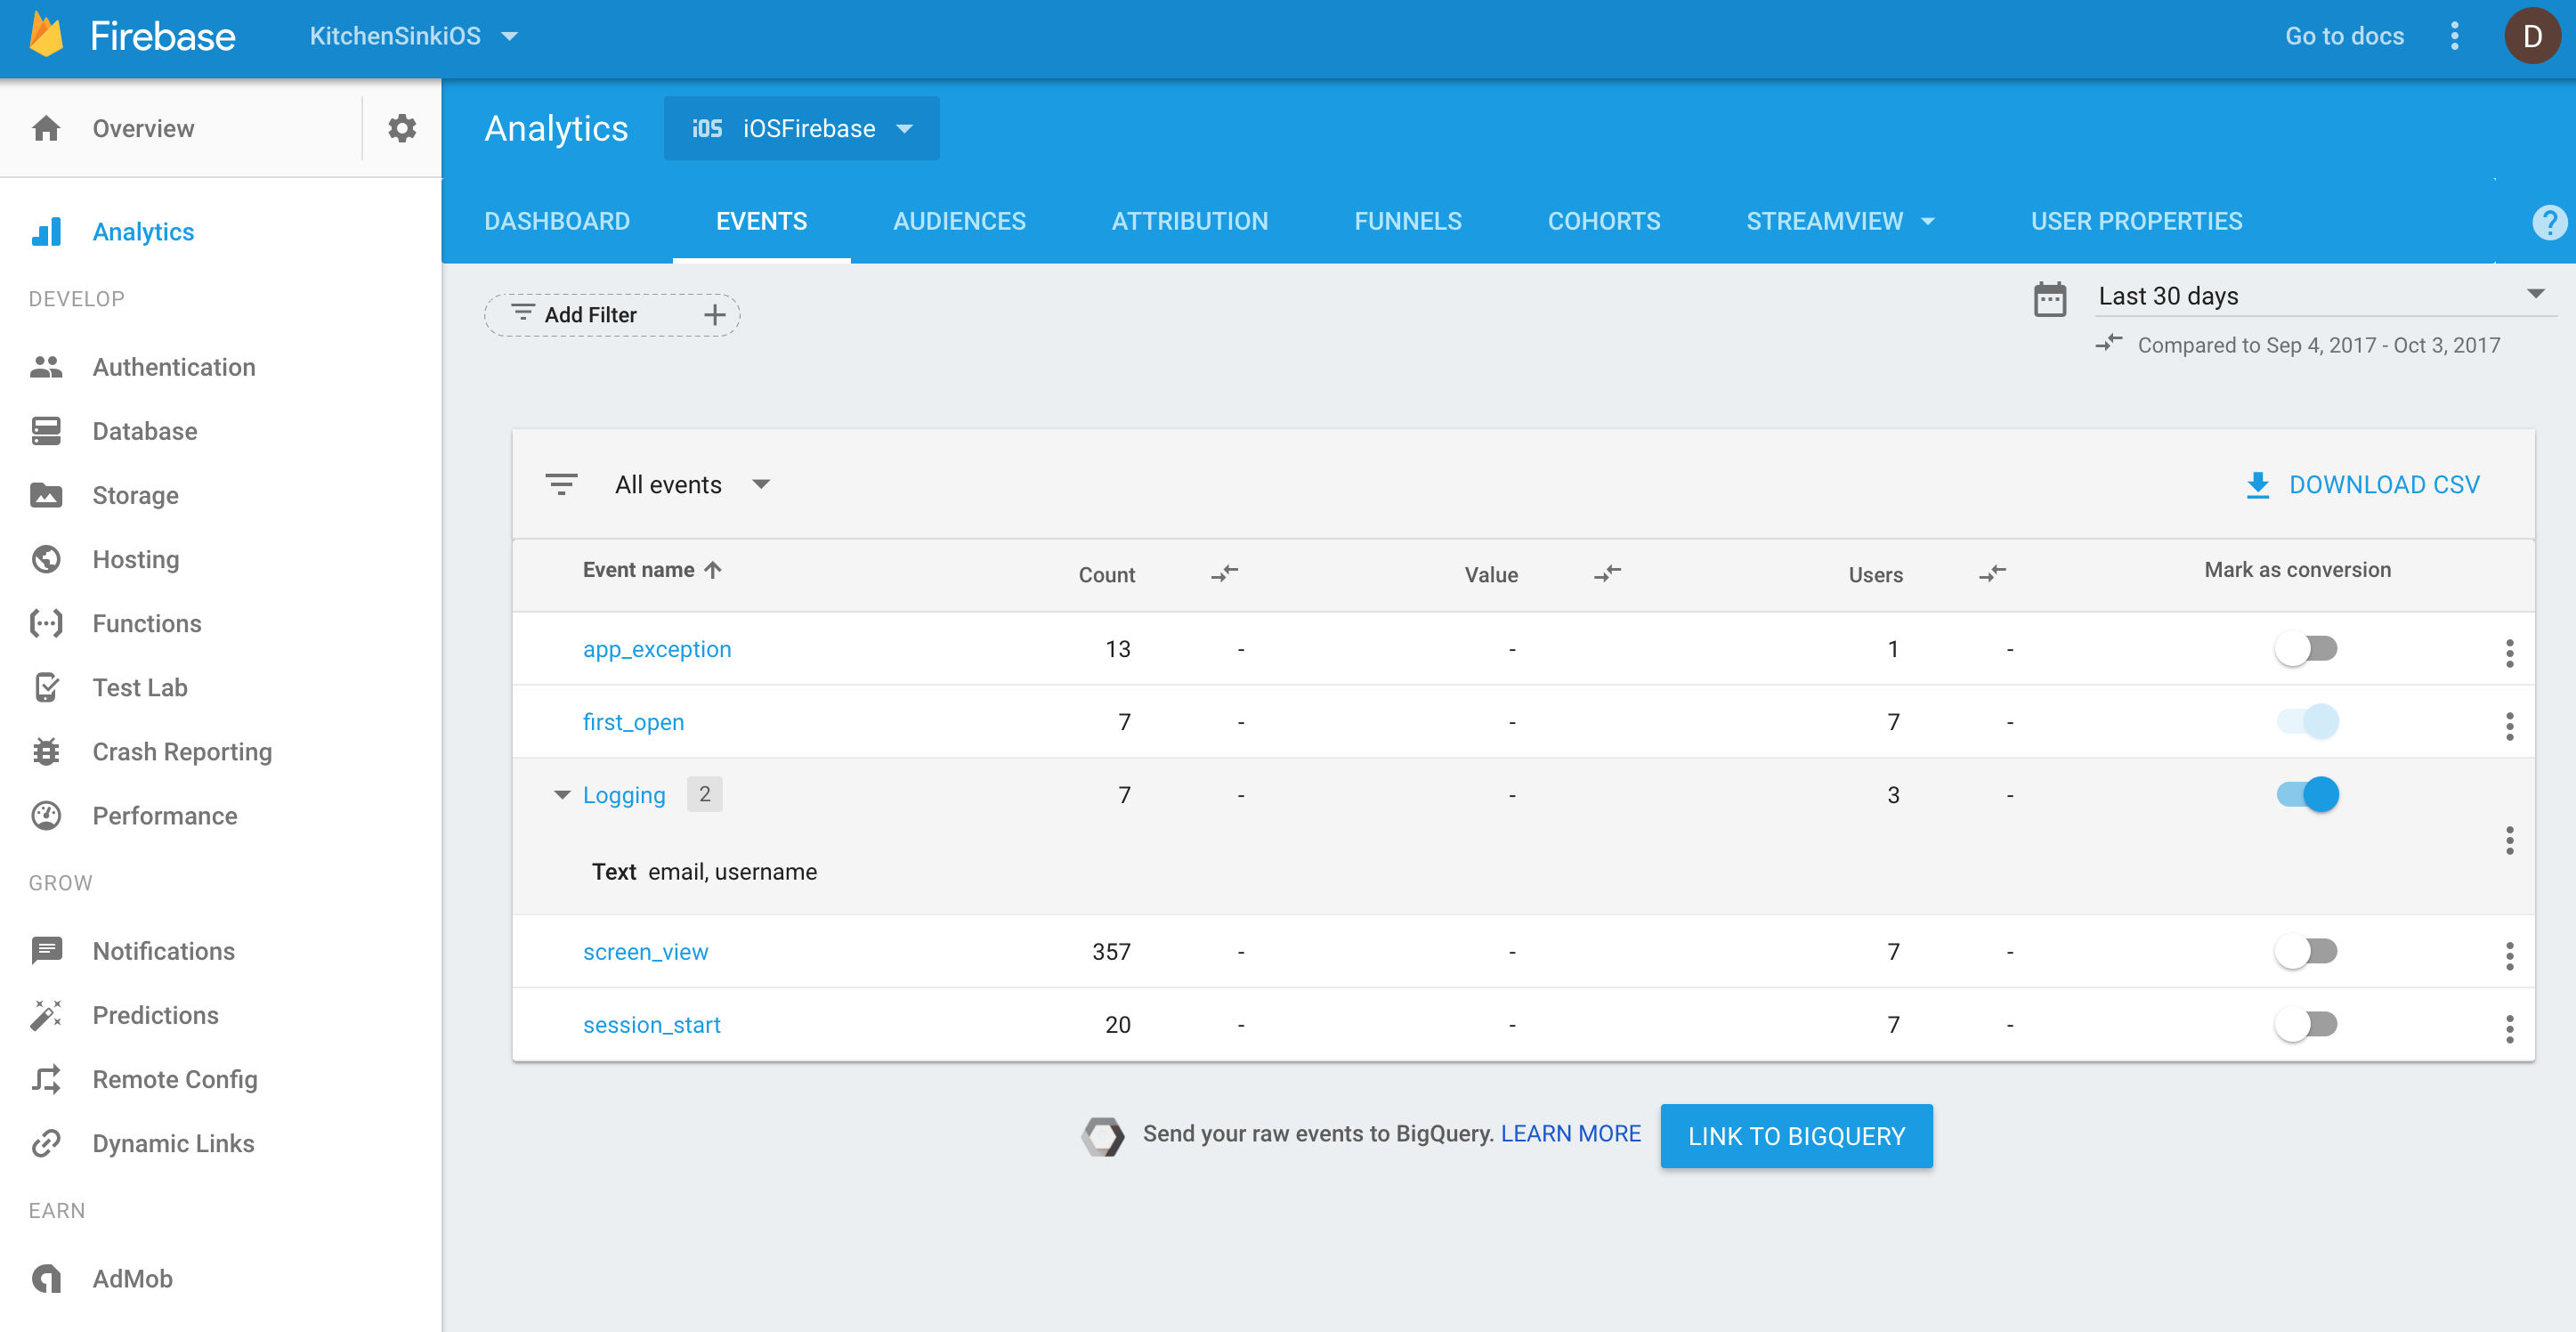 Firebase
KitchenSinkiOS
Go to docs
D
Overview
Analytics
iOS iOSFirebase
Analytics
DASHBOARD EVENTS AUDIENCES ATTRIBUTION FUNNELS COHORTS STREAMVIEW USER PROPERTIES ?
DEVELOP
Authentication
Database
Storage
Hosting
Functions
Test Lab
Crash Reporting
Performance
GROW
Notifications
Predictions
Remote Config
Dynamic Links
EARN
AdMob
Add Filter +
Last 30 days
Compared to Sep 4, 2017 - Oct 3, 2017
All events
DOWNLOAD CSV
Event name Count Value Users Mark as conversion
app_exception 13 - - 1 -
first_open 7 - - 7 -
Logging 2 7 - - 3 -
Text email, username
screen_view 357 - - 7 -
session_start 20 - - 7 -
Send your raw events to BigQuery. LEARN MORE
LINK TO BIGQUERY